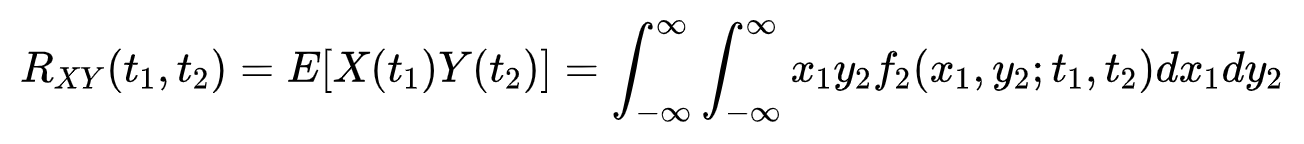 $R_{XY}(t_1, t_2) = E[X(t_1)Y(t_2)] = \int_{-\infty}^{\infty} \int_{-\infty}^{\infty} x_1 y_2 f_2(x_1, y_2; t_1, t_2) dx_1 dy_2$